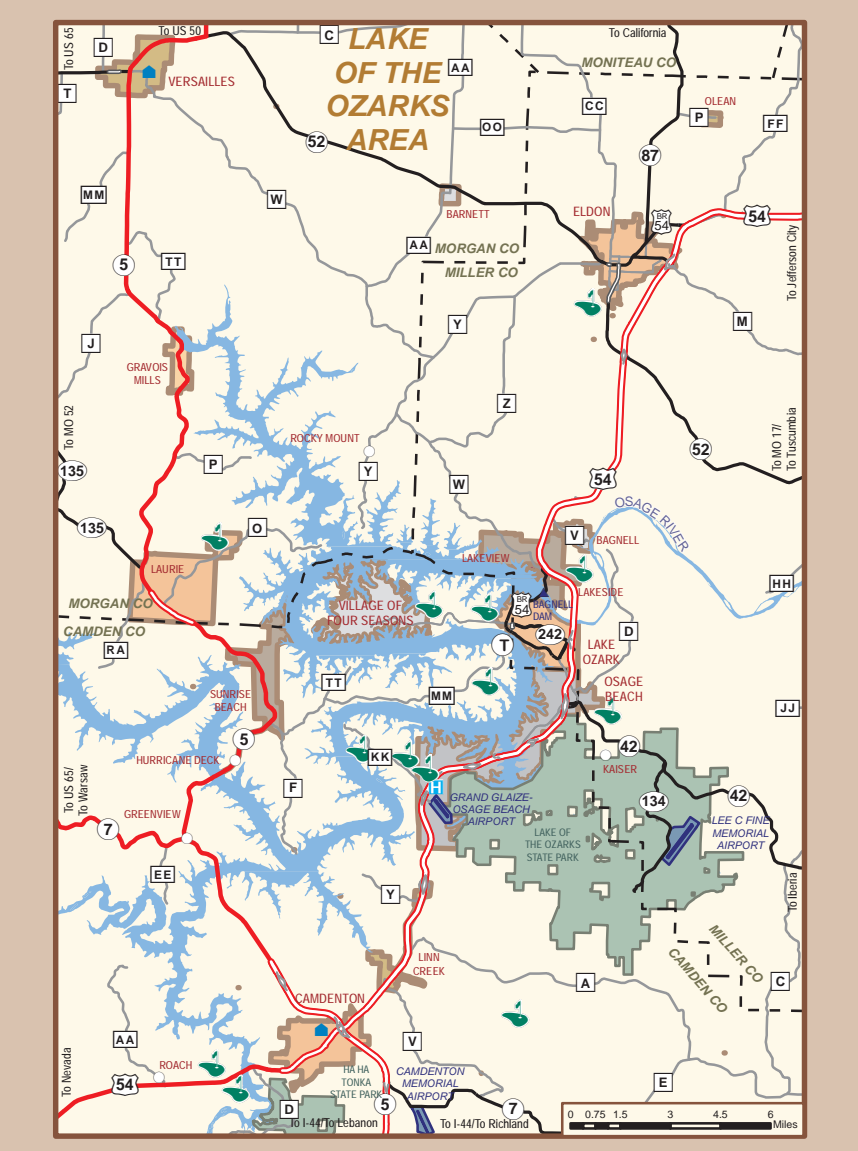 To US 65
D
To US 50
C
LAKE
OF THE
OZARKS
AREA
To California
MONITEAU CO
AA
VERSAILLES
T
CC
OLEAN
P
FF
OO
52
87
MM
W
BARNETT
ELDON
BR
54
54
To Jefferson City
AA
MORGAN CO
MILLER CO
TT
5
Y
M
J
GRAVOIS
MILLS
Z
To MO 52
ROCKY MOUNT
To MO 17/
To Tuscumbia
52
P
Y
135
W
54
OSAGE RIVER
135
O
V
BAGNELL
LAKEVIEW
LAURIE
HH
LAKESIDE
MORGAN CO
CAMDEN CO
VILLAGE OF
FOUR SEASONS
BR
54
BAGNELL
DAM
242
D
RA
T
LAKE
OZARK
TT
MM
OSAGE
BEACH
SUNRISE
BEACH
JJ
5
42
HURRICANE DECK
KK
KAISER
To US 65/
To Warsaw
F
H
GRAND GLAIZE-
OSAGE BEACH
AIRPORT
134
42
GREENVIEW
7
LEE C FINE
MEMORIAL
AIRPORT
LAKE OF
THE OZARKS
STATE PARK
EE
Y
To Iberia
MILLER CO
CAMDEN CO
LINN
CREEK
A
C
CAMDENTON
AA
V
To Nevada
ROACH
HA HA
TONKA
STATE PARK
CAMDENTON
MEMORIAL
AIRPORT
E
54
D
5
7
To I-44/To Lebanon
To I-44/To Richland
0 0.75 1.5 3 4.5 6
Miles